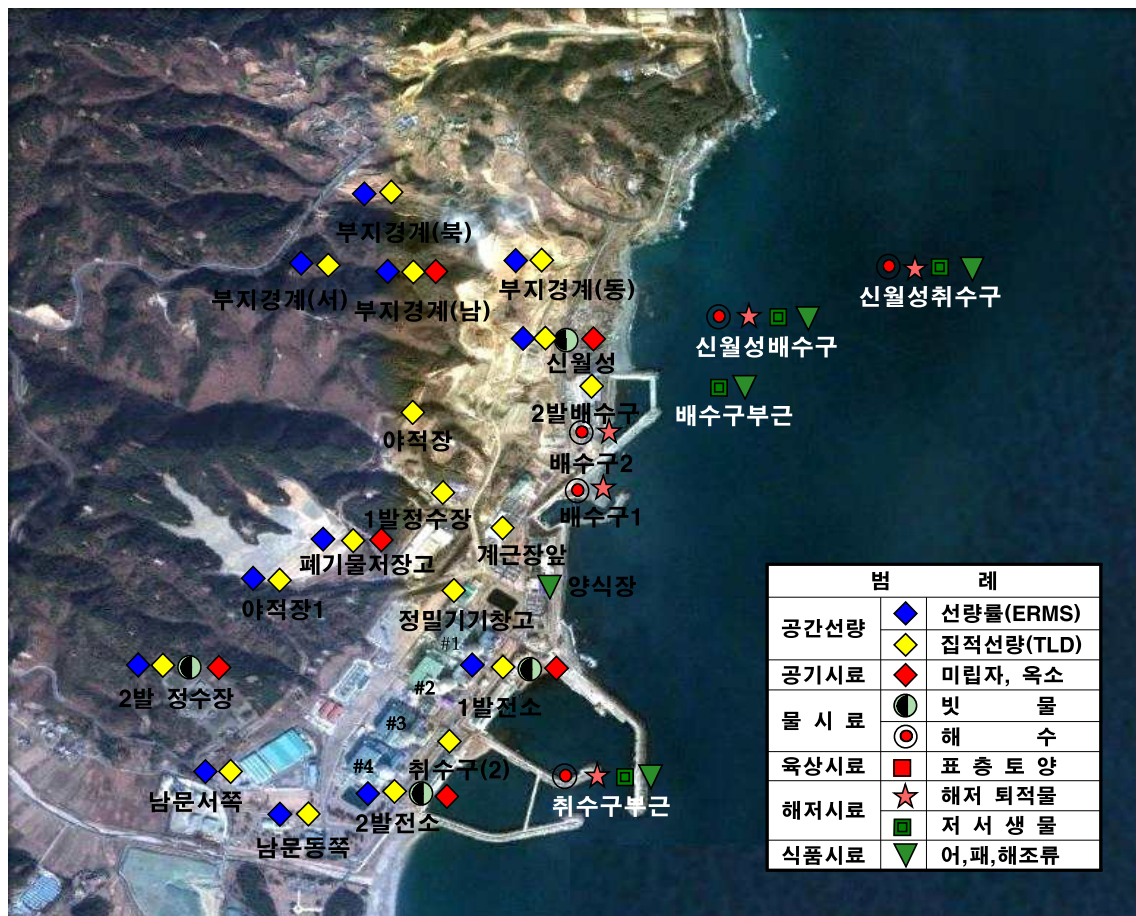 부지경계(북)
부지경계(서)
부지경계(남)
부지경계(동)
신월성취수구
신월성배수구
신월성
2발배수구
배수구부근
야적장
배수구2
1발정수장
배수구1
계근장앞
폐기물저장고
야적장1
양식장
정밀기기창고
#1
#2
2발 정수장
1발전소
#3
#4
취수구(2)
남문서쪽
2발전소
취수구부근
남문동쪽
범 례
공간선량 선량률(ERMS)
집적선량(TLD)
공기시료 미립자, 옥소
물 시 료 빗 물
해 수
육상시료 표 층 토 양
해저시료 해저 퇴적물
저 서 생 물
식품시료 어,패,해조류